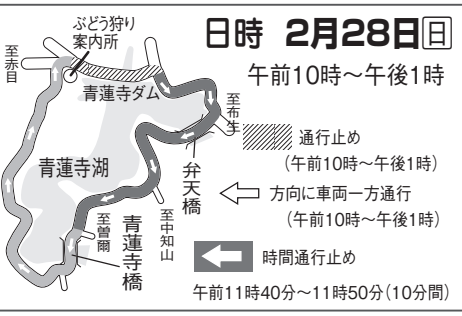 日時 2月28日日
午前10時〜午後1時
ぶどう狩り
案内所
至赤目
青蓮寺ダム
至布生
青蓮寺湖
弁天橋
至中知山
青蓮寺橋
至曽爾
通行止め
(午前10時〜午後1時)
方向に車両一方通行
(午前10時〜午後1時)
時間通行止め
午前11時40分〜11時50分(10分間)